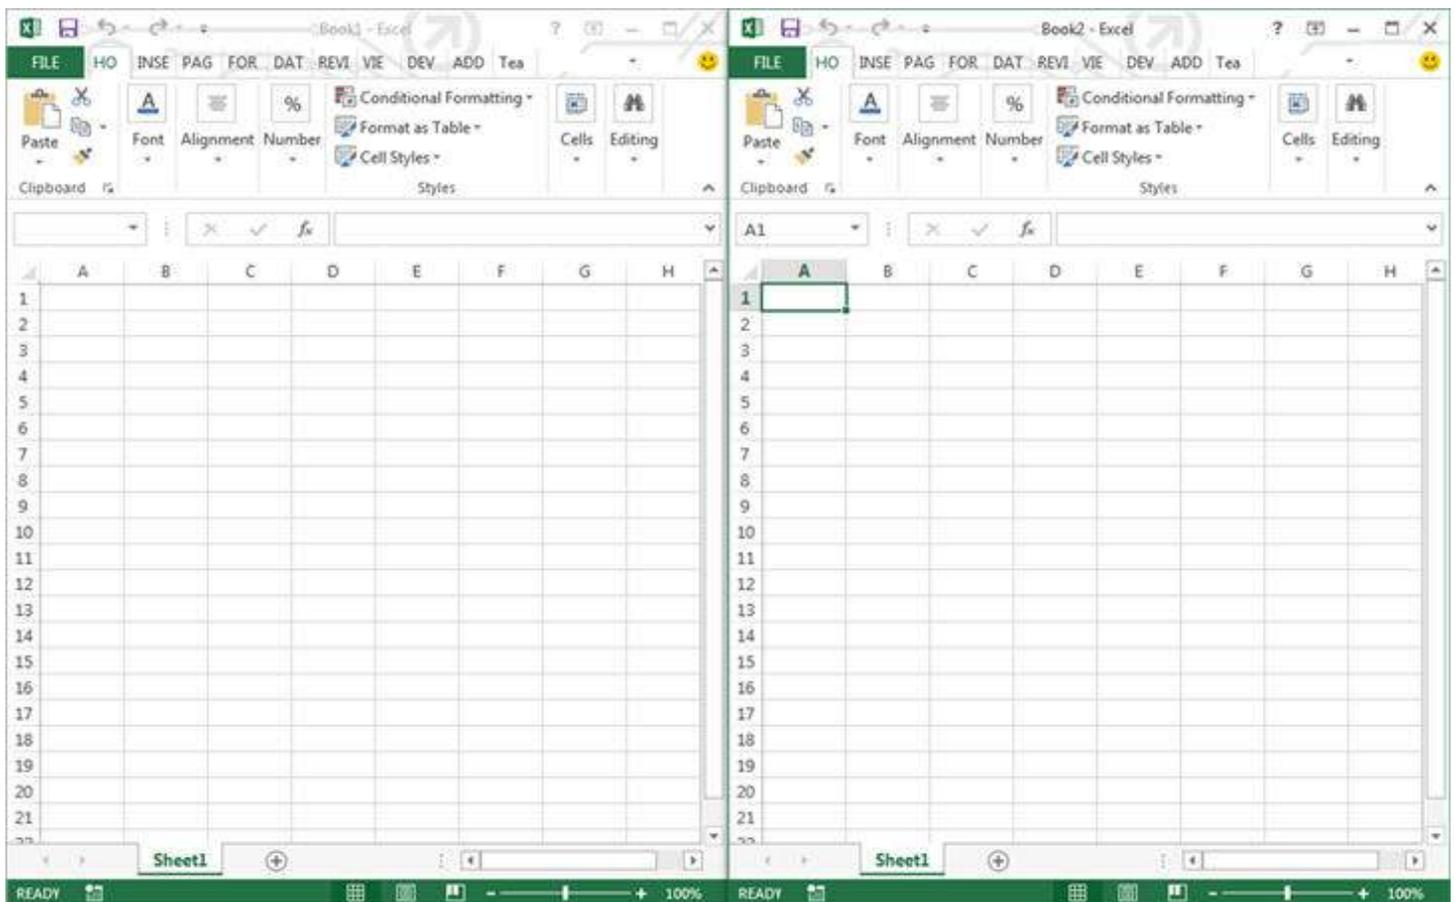 Book1 - Excel ?
FILE HO INSE PAG FOR DAT REVI VIE DEV ADD Tea
Conditional Formatting
Format as Table
Paste Font Alignment Number Cells Editing
Cell Styles
Clipboard Styles
fx
A B C D E F G H
1
2
3
4
5
6
7
8
9
10
11
12
13
14
15
16
17
18
19
20
21
22
Sheet1
READY 100%
Book2 - Excel ?
FILE HO INSE PAG FOR DAT REVI VIE DEV ADD Tea
Conditional Formatting
Format as Table
Paste Font Alignment Number Cells Editing
Cell Styles
Clipboard Styles
A1 fx
A B C D E F G H
1
2
3
4
5
6
7
8
9
10
11
12
13
14
15
16
17
18
19
20
21
22
Sheet1
READY 100%